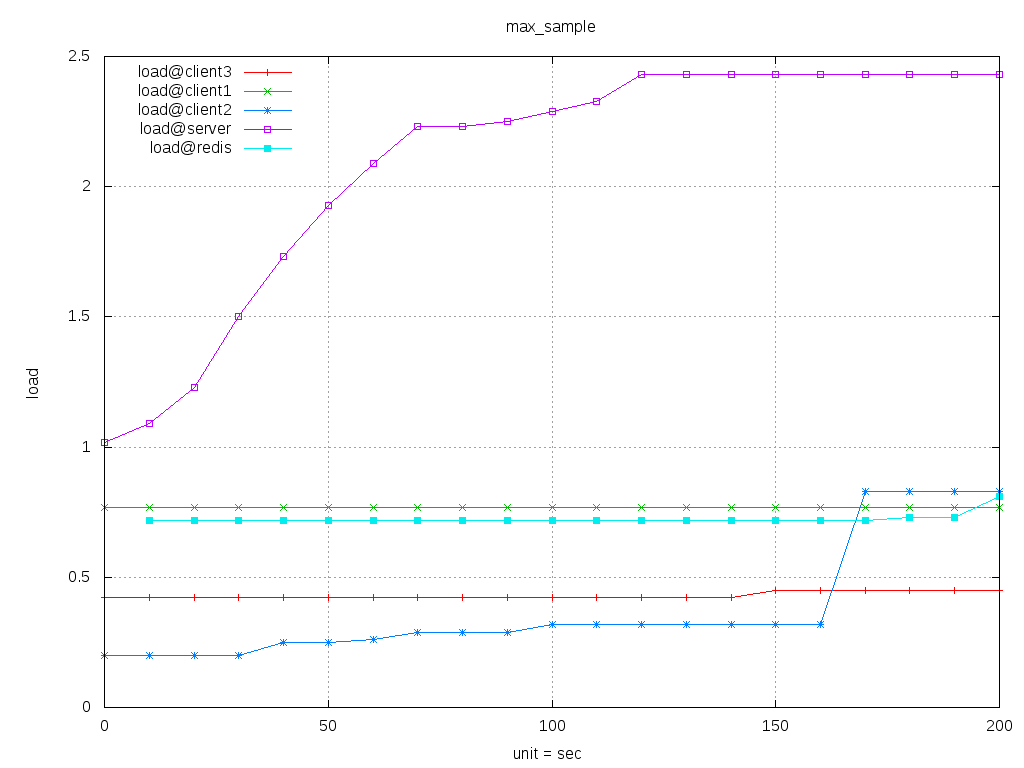 max_sample
2.5
load@client3
load@client1
load@client2
load@server
load@redis
2
1.5
load
1
0.5
0
0 50 100 150 200
unit = sec